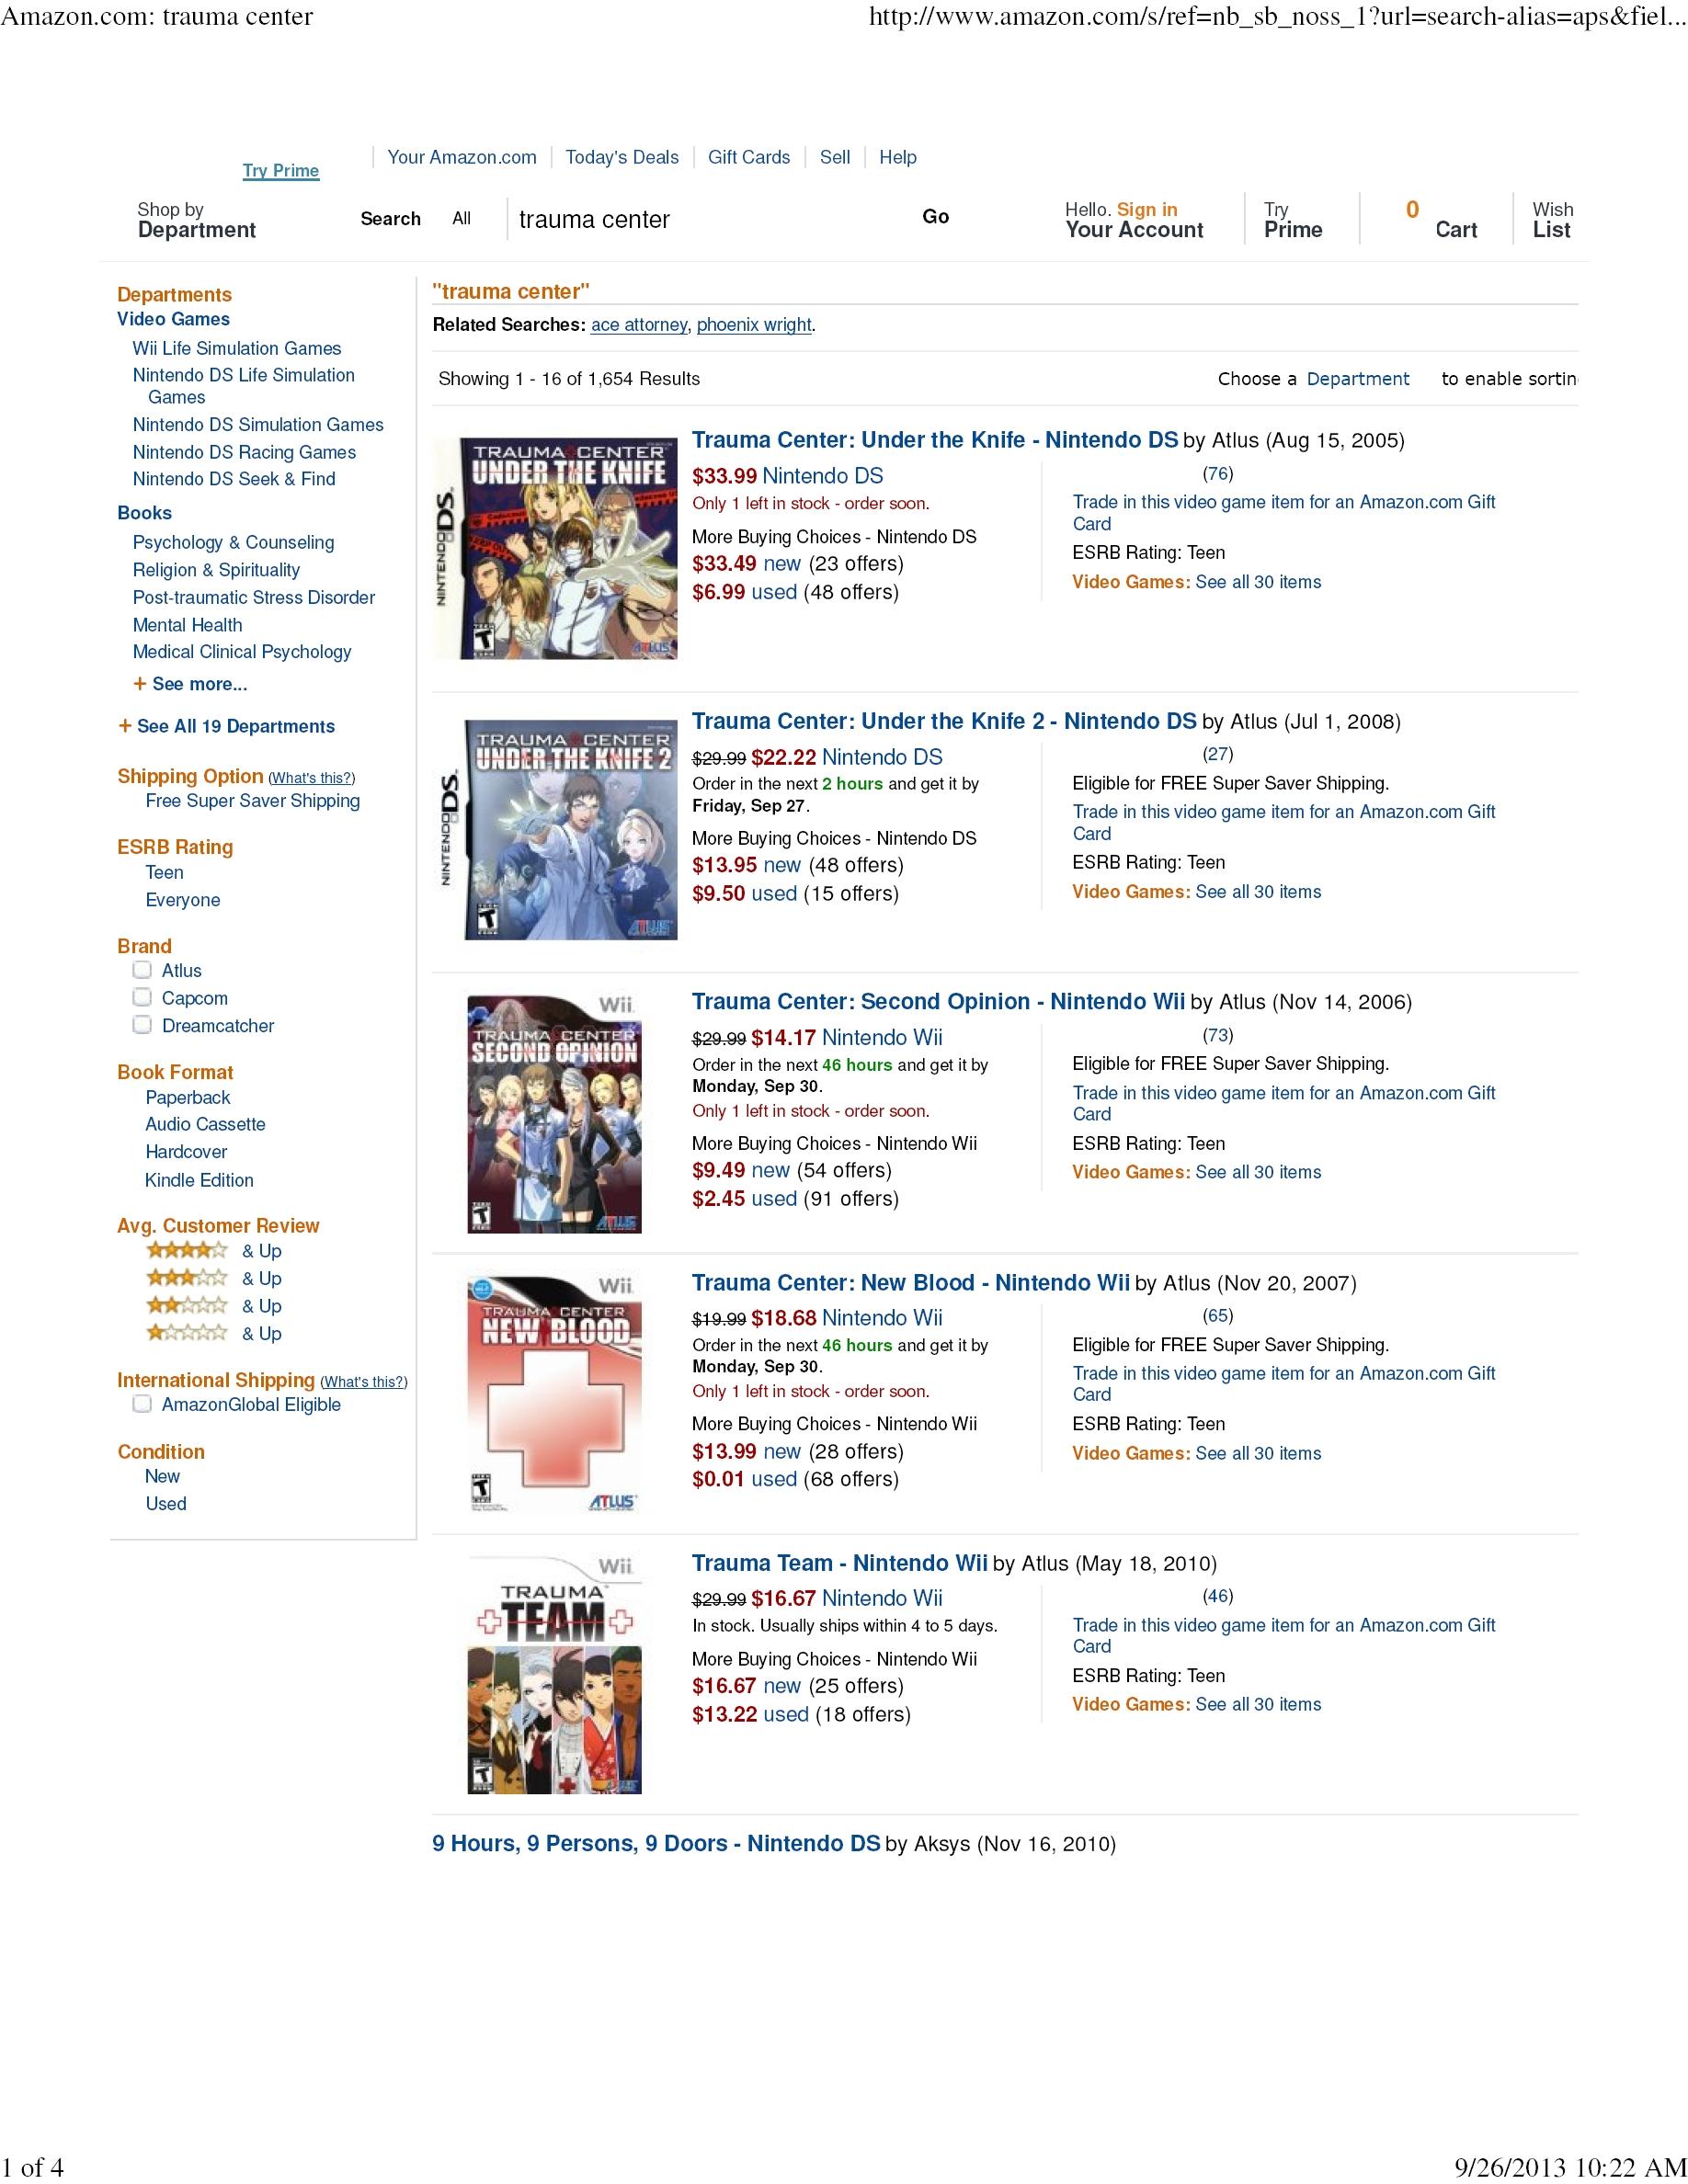 Amazon.com: trauma center
http://www.amazon.com/s/ref=nb_sb_noss_1?url=search-alias=aps&fiel...
Try Prime
Your Amazon.com
Today's Deals
Gift Cards
Sell
Help
Shop by
Department
Search
All
trauma center
Go
Hello. Sign in
Your Account
Try
Prime
0
Cart
Wish
List
Departments
Video Games
Wii Life Simulation Games
Nintendo DS Life Simulation
Games
Nintendo DS Simulation Games
Nintendo DS Racing Games
Nintendo DS Seek & Find
Books
Psychology & Counseling
Religion & Spirituality
Post-traumatic Stress Disorder
Mental Health
Medical Clinical Psychology
+ See more...
+ See All 19 Departments
Shipping Option (What's this?)
Free Super Saver Shipping
ESRB Rating
Teen
Everyone
Brand
Atlus
Capcom
Dreamcatcher
Book Format
Paperback
Audio Cassette
Hardcover
Kindle Edition
Avg. Customer Review
& Up
& Up
& Up
& Up
International Shipping (What's this?)
AmazonGlobal Eligible
Condition
New
Used
"trauma center"
Related Searches: ace attorney, phoenix wright.
Showing 1 - 16 of 1,654 Results
Choose a Department to enable sortin
TRAUMA CENTER
UNDER THE KNIFE
NINTENDO DS
T
ATLUS
Trauma Center: Under the Knife - Nintendo DS by Atlus (Aug 15, 2005)
$33.99 Nintendo DS
Only 1 left in stock - order soon.
More Buying Choices - Nintendo DS
$33.49 new (23 offers)
$6.99 used (48 offers)
(76)
Trade in this video game item for an Amazon.com Gift
Card
ESRB Rating: Teen
Video Games: See all 30 items
TRAUMA CENTER
UNDER THE KNIFE 2
NINTENDO DS
T
ATLUS
Trauma Center: Under the Knife 2 - Nintendo DS by Atlus (Jul 1, 2008)
$29.99 $22.22 Nintendo DS
Order in the next 2 hours and get it by
Friday, Sep 27.
More Buying Choices - Nintendo DS
$13.95 new (48 offers)
$9.50 used (15 offers)
(27)
Eligible for FREE Super Saver Shipping.
Trade in this video game item for an Amazon.com Gift
Card
ESRB Rating: Teen
Video Games: See all 30 items
Wii
TRAUMA CENTER
SECOND OPINION
T
ATLUS
Trauma Center: Second Opinion - Nintendo Wii by Atlus (Nov 14, 2006)
$29.99 $14.17 Nintendo Wii
Order in the next 46 hours and get it by
Monday, Sep 30.
Only 1 left in stock - order soon.
More Buying Choices - Nintendo Wii
$9.49 new (54 offers)
$2.45 used (91 offers)
(73)
Eligible for FREE Super Saver Shipping.
Trade in this video game item for an Amazon.com Gift
Card
ESRB Rating: Teen
Video Games: See all 30 items
Wii
TRAUMA CENTER
NEW BLOOD
T
ATLUS
Trauma Center: New Blood - Nintendo Wii by Atlus (Nov 20, 2007)
$19.99 $18.68 Nintendo Wii
Order in the next 46 hours and get it by
Monday, Sep 30.
Only 1 left in stock - order soon.
More Buying Choices - Nintendo Wii
$13.99 new (28 offers)
$0.01 used (68 offers)
(65)
Eligible for FREE Super Saver Shipping.
Trade in this video game item for an Amazon.com Gift
Card
ESRB Rating: Teen
Video Games: See all 30 items
Wii
TRAUMA
TEAM
T
ATLUS
Trauma Team - Nintendo Wii by Atlus (May 18, 2010)
$29.99 $16.67 Nintendo Wii
In stock. Usually ships within 4 to 5 days.
More Buying Choices - Nintendo Wii
$16.67 new (25 offers)
$13.22 used (18 offers)
(46)
Trade in this video game item for an Amazon.com Gift
Card
ESRB Rating: Teen
Video Games: See all 30 items
9 Hours, 9 Persons, 9 Doors - Nintendo DS by Aksys (Nov 16, 2010)
1 of 4
9/26/2013 10:22 AM